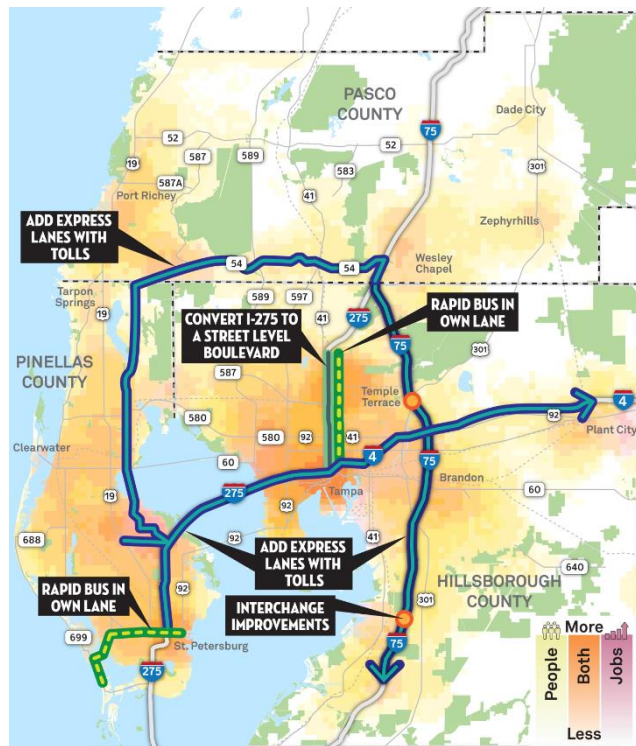 PASCO
COUNTY
75
Dade City
52
52
19
587
589
583
301
587A
41
Port Richey
Zephyrhills
ADD EXPRESS
LANES WITH
TOLLS
54
54
Wesley
Chapel
Tarpon
Springs
589
597
CONVERT I-275 TO
A STREET LEVEL
BOULEVARD
41
275
RAPID BUS IN
OWN LANE
19
75
301
PINELLAS
COUNTY
587
Temple
Terrace
4
580
580
92
41
92
Plant City
Clearwater
60
4
75
Brandon
275
Tampa
60
19
92
688
92
41
ADD EXPRESS
LANES WITH
TOLLS
640
RAPID BUS IN
OWN LANE
92
HILLSBOROUGH
COUNTY
INTERCHANGE
IMPROVEMENTS
301
699
St. Petersburg
75
275
More
People
Both
Jobs
Less